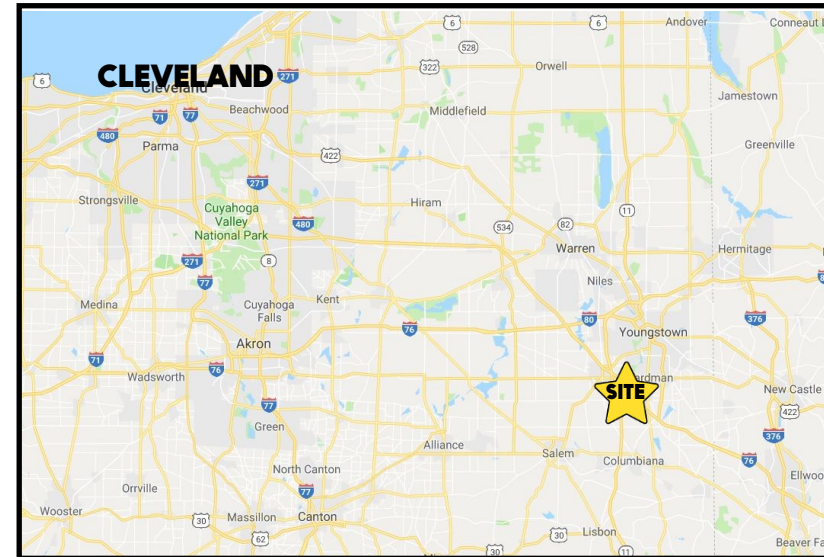 6
6
Andover
Conneaut L
528
CLEVELAND
271
322
Orwell
6
Cleveland
Jamestown
Beachwood
Middlefield
71
77
480
Parma
422
Greenville
271
Strongsville
Hiram
Cuyahoga
Valley
National Park
480
11
534
82
Warren
Hermitage
271
8
77
Niles
Medina
Cuyahoga
Falls
Kent
76
80
376
Youngstown
Akron
71
76
Wadsworth
rdman
SITE
New Castle
77
422
Green
376
Alliance
Salem
Columbiana
76
North Canton
Ellwoo
Orrville
77
Wooster
30
Massillon
Canton
62
30
Lisbon
30
11
Beaver Fa